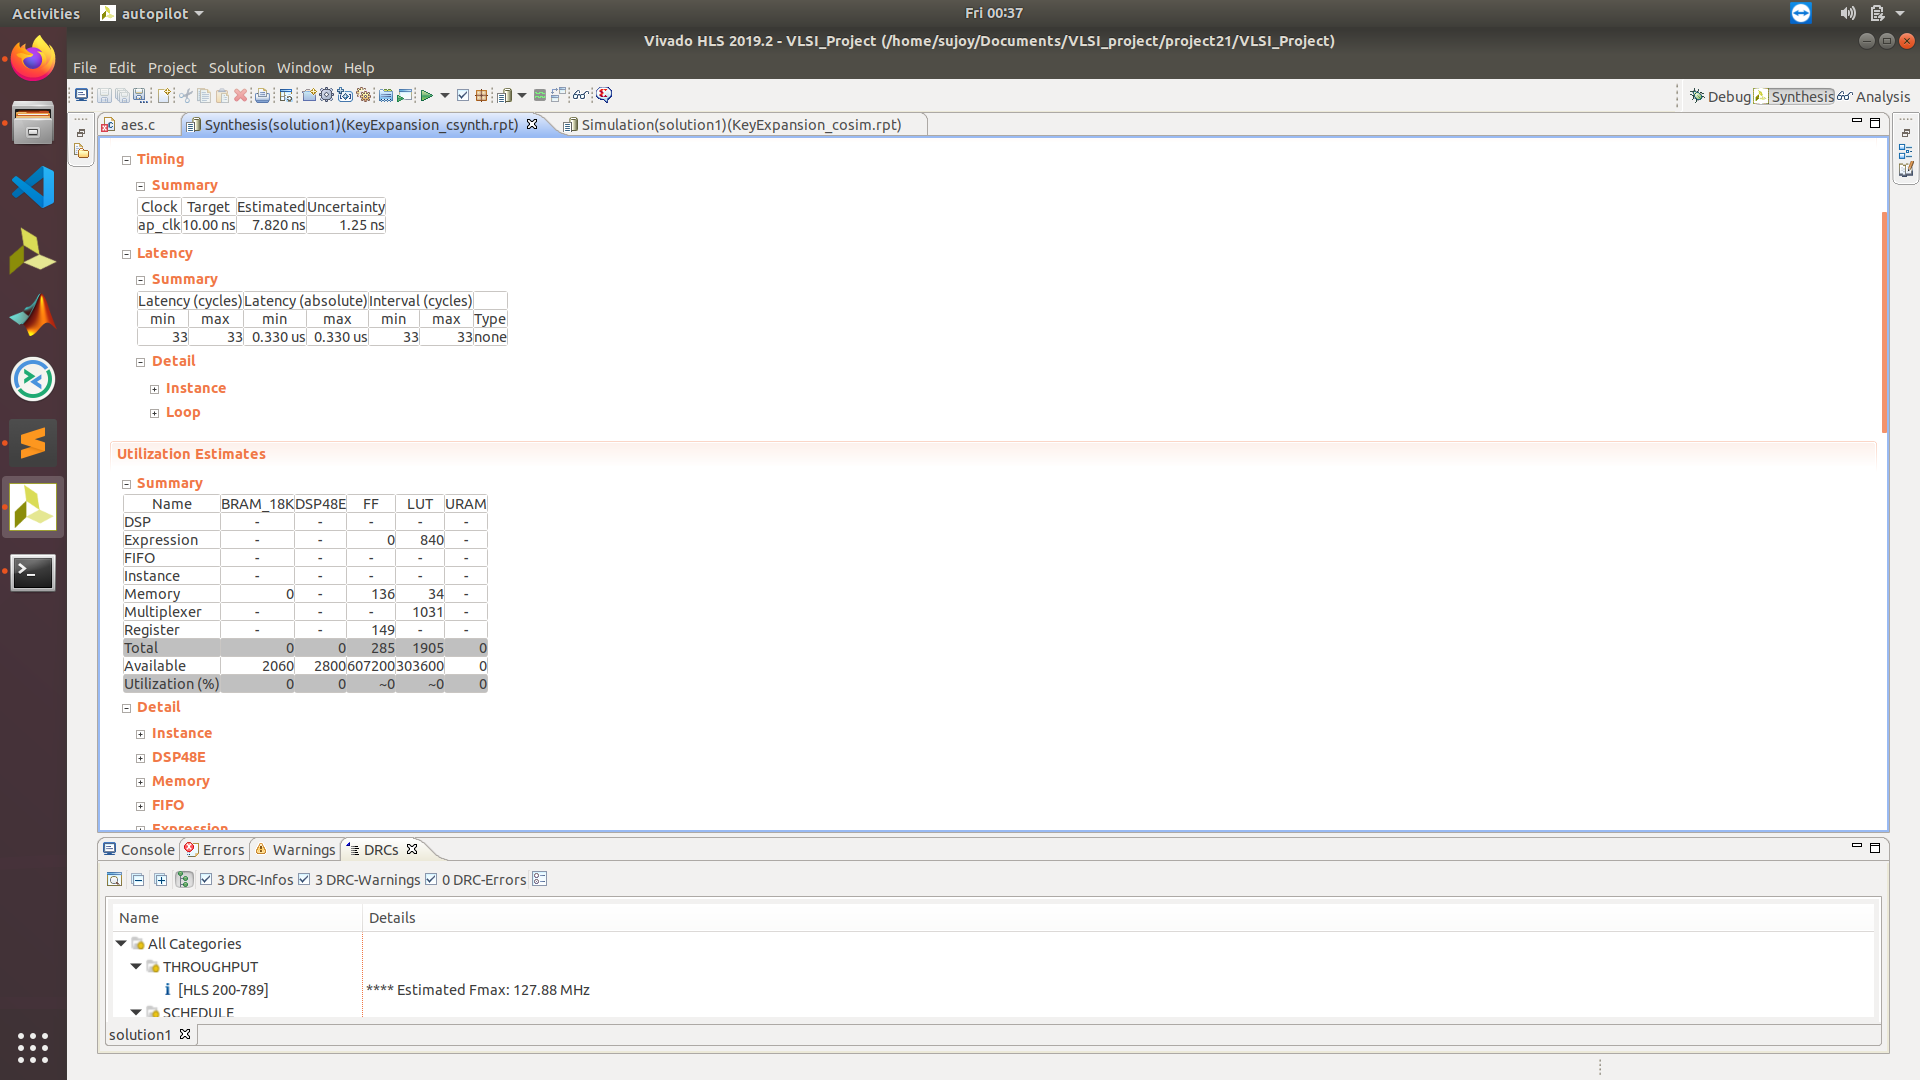 Activities autopilot Fri 00:37
Vivado HLS 2019.2 - VLSI_Project (/home/sujoy/Documents/VLSI_project/project21/VLSI_Project)
File Edit Project Solution Window Help
Debug Synthesis Analysis
aes.c Synthesis(solution1)(KeyExpansion_csynth.rpt) Simulation(solution1)(KeyExpansion_cosim.rpt)
Timing
Summary
Clock Target Estimated Uncertainty
ap_clk 10.00 ns 7.820 ns 1.25 ns
Latency
Summary
Latency (cycles) Latency (absolute) Interval (cycles)
min max min max min max Type
33 33 0.330 us 0.330 us 33 33 none
Detail
Instance
Loop
Utilization Estimates
Summary
Name BRAM_18K DSP48E FF LUT URAM
DSP - - - - -
Expression - - 0 840 -
FIFO - - - - -
Instance - - - - -
Memory 0 - 136 34 -
Multiplexer - - - 1031 -
Register - - 149 - -
Total 0 0 285 1905 0
Available 2060 2800 607200 303600 0
Utilization (%) 0 0 ~0 ~0 0
Detail
Instance
DSP48E
Memory
FIFO
Expression
Console Errors Warnings DRCs
3 DRC-Infos 3 DRC-Warnings 0 DRC-Errors
Name Details
All Categories
THROUGHPUT
[HLS 200-789] **** Estimated Fmax: 127.88 MHz
SCHEDULE
solution1